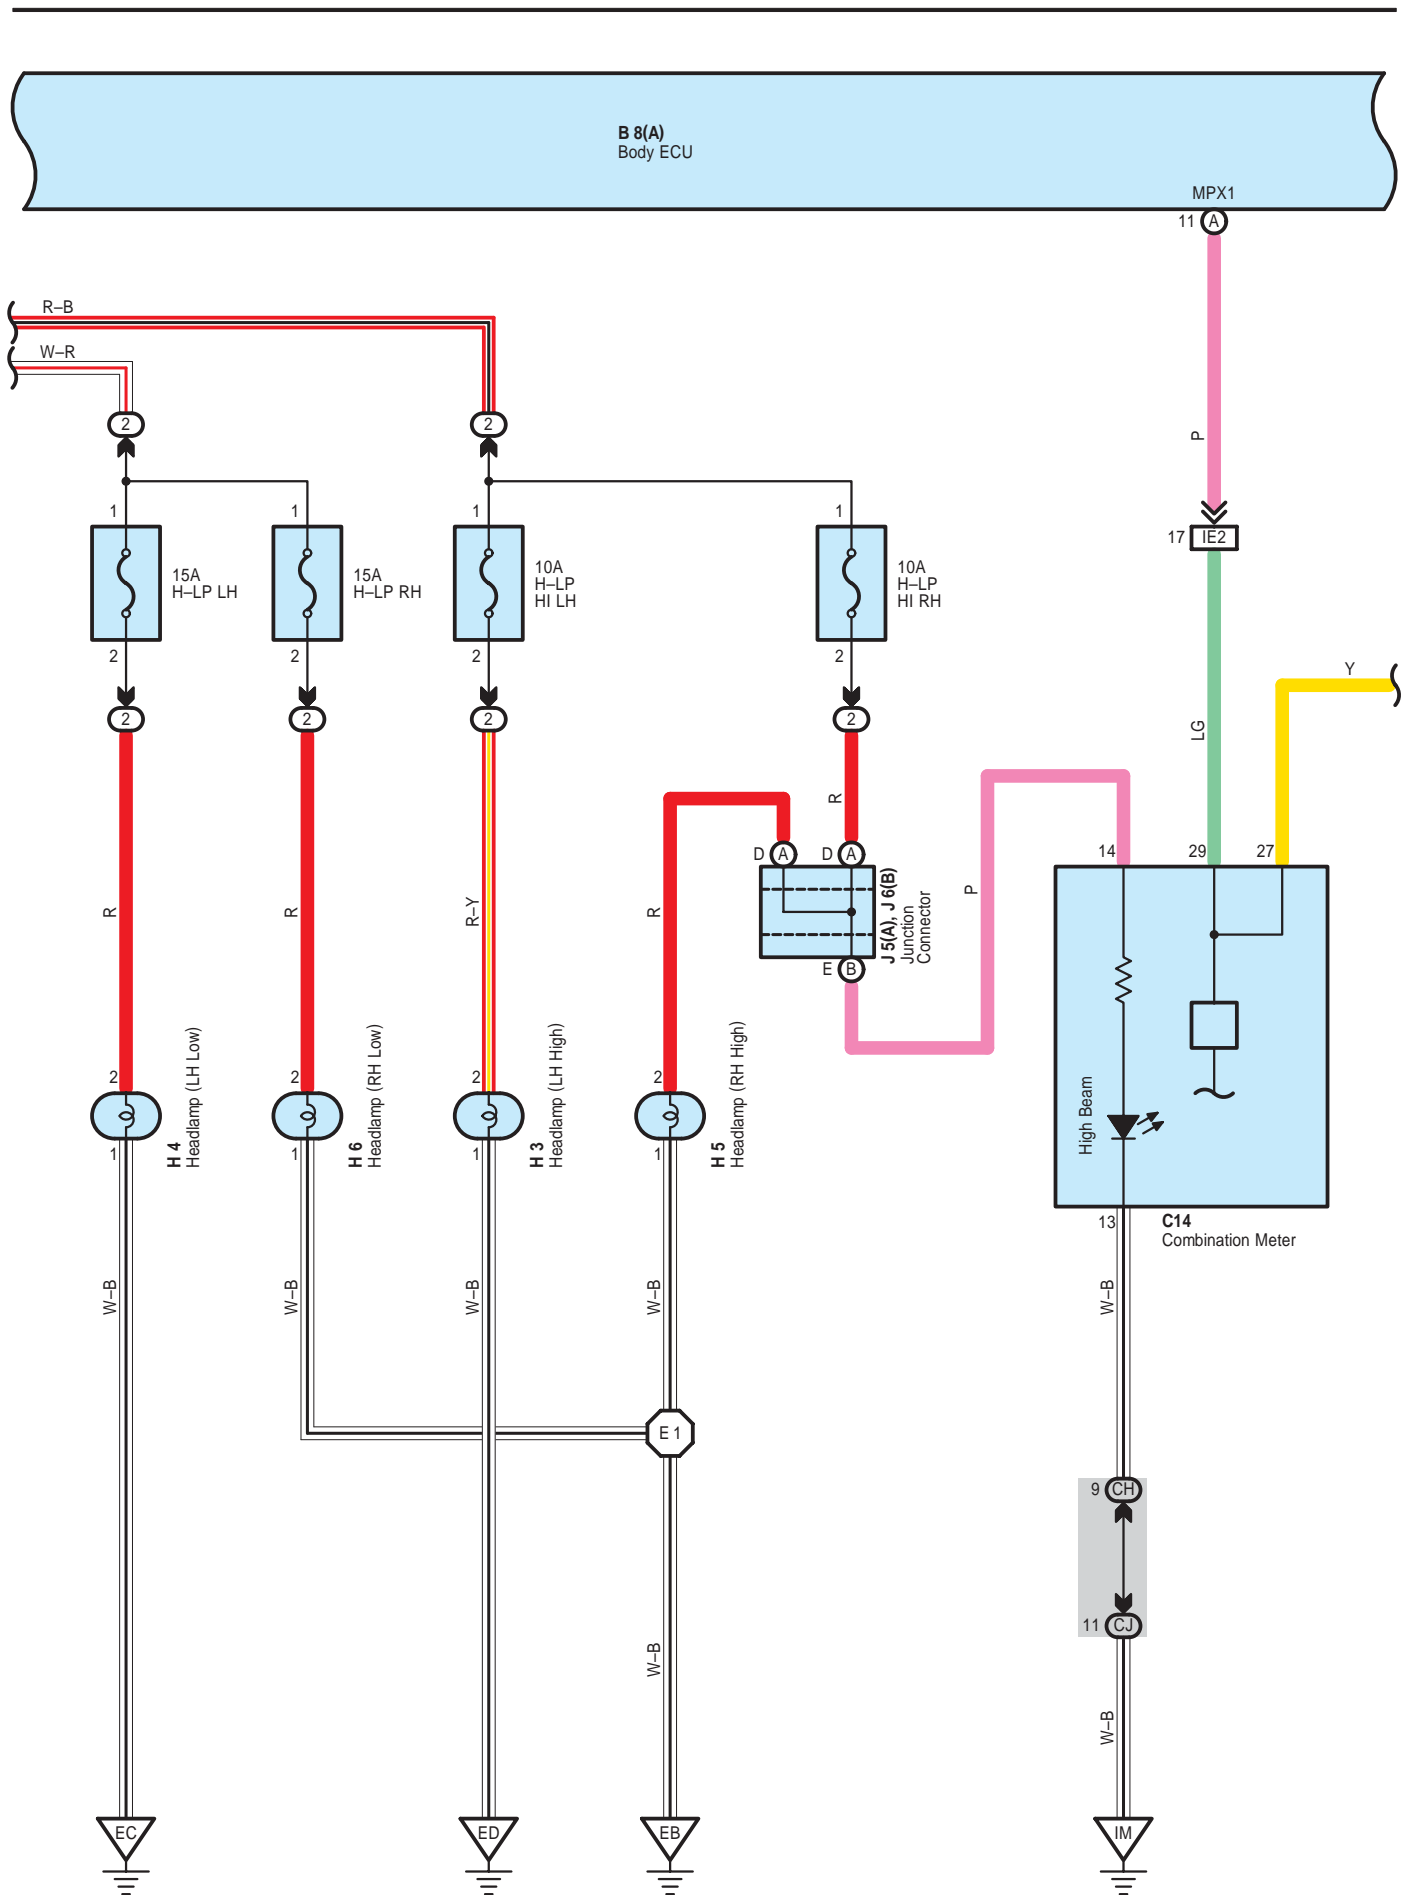 B 8(A)
Body ECU
MPX1
11 A
R–B
W–R
P
2
2
1
1
1
1
17 IE2
15A
H–LP LH
15A
H–LP RH
10A
H–LP
HI LH
10A
H–LP
HI RH
2
2
2
2
2
2
2
2
Y
LG
R
D A
D A
14
29
27
R
R
R–Y
R
J 5(A), J 6(B)
Junction
Connector
P
E B
2
2
2
2
H 4
Headlamp (LH Low)
H 6
Headlamp (RH Low)
H 3
Headlamp (LH High)
H 5
Headlamp (RH High)
High Beam
1
1
1
1
13
C14
Combination Meter
W–B
W–B
W–B
W–B
W–B
E 1
9 CH
11 CJ
W–B
W–B
EC
ED
EB
IM